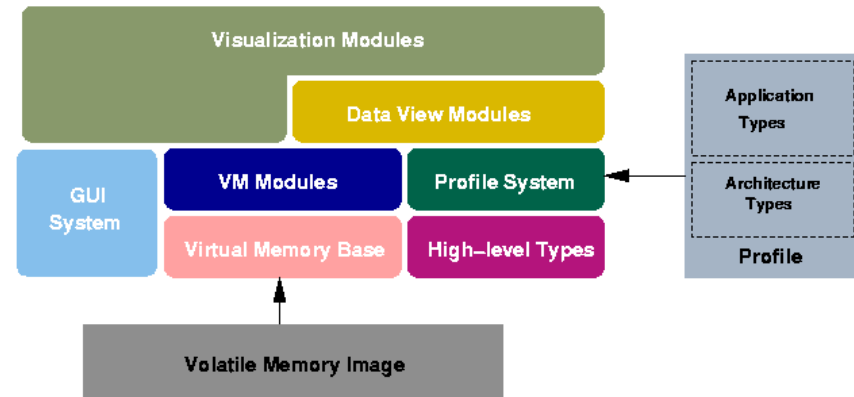 Visualization Modules
Data View Modules
GUI
System
VM Modules
Profile System
Virtual Memory Base
High–level Types
Volatile Memory Image
Application
Types
Architecture
Types
Profile